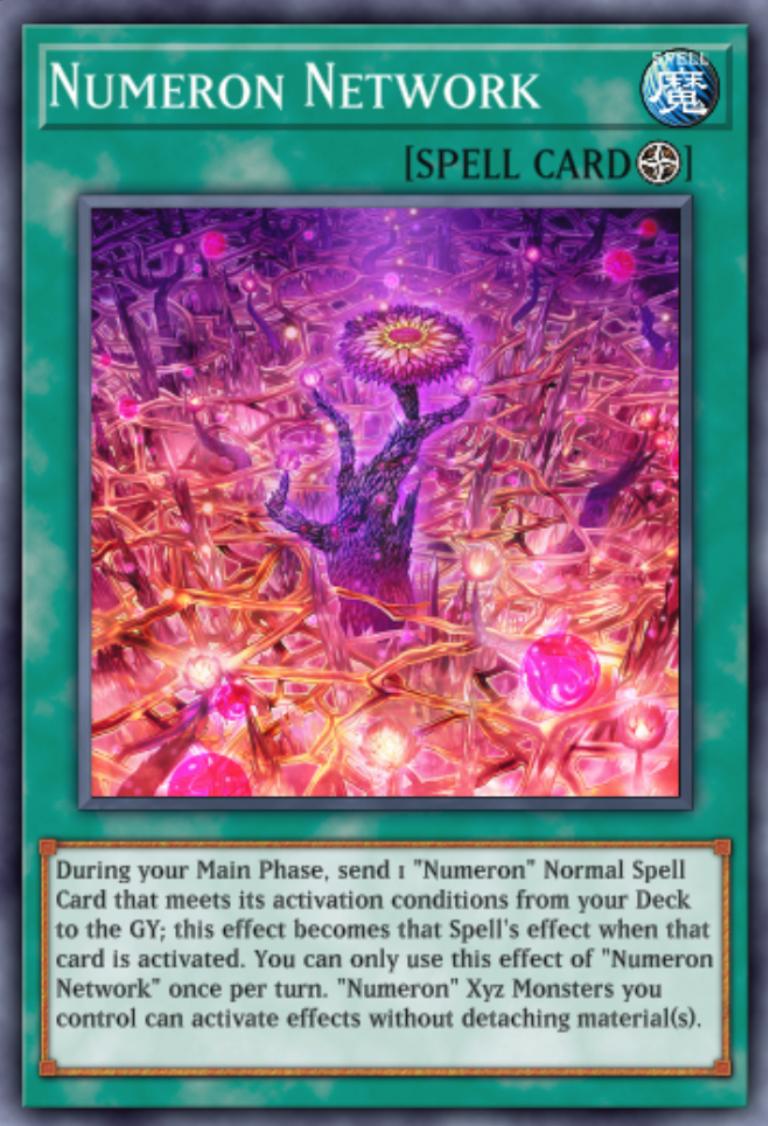 NUMERON NETWORK
SPELL
魔
[SPELL CARD]
During your Main Phase, send 1 "Numeron" Normal Spell
Card that meets its activation conditions from your Deck
to the GY; this effect becomes that Spell's effect when that
card is activated. You can only use this effect of "Numeron
Network" once per turn. "Numeron" Xyz Monsters you
control can activate effects without detaching material(s).